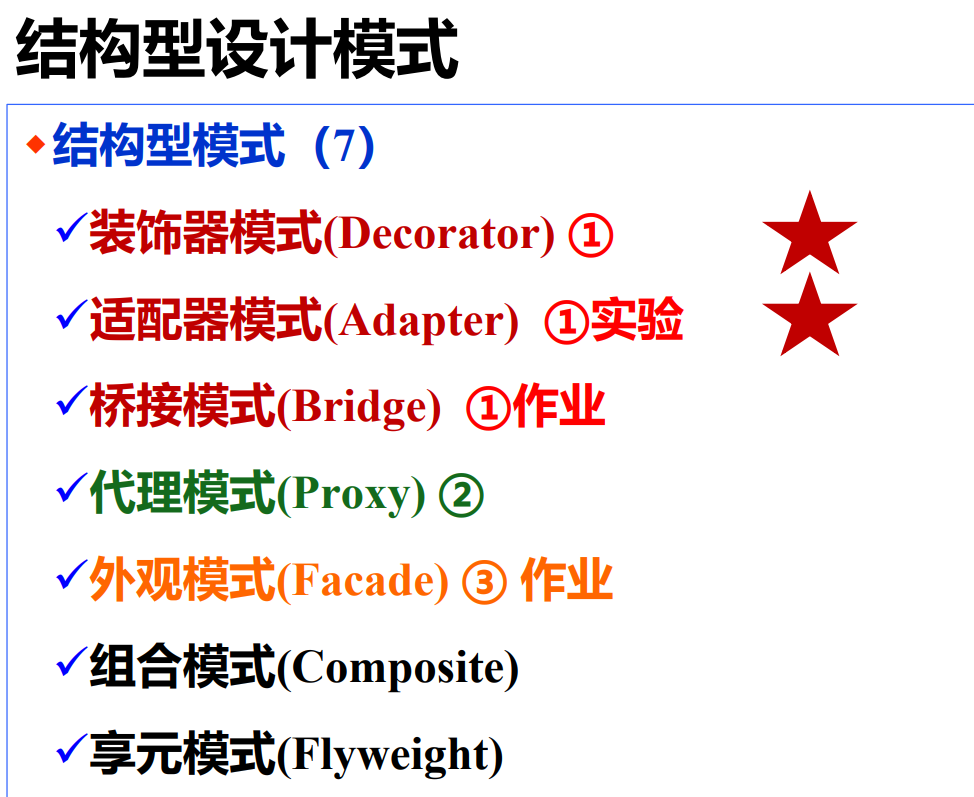 结构型设计模式
结构型模式（7）
装饰器模式(Decorator) ①
适配器模式(Adapter) ①实验
桥接模式(Bridge) ①作业
代理模式(Proxy) ②
外观模式(Facade) ③ 作业
组合模式(Composite)
享元模式(Flyweight)